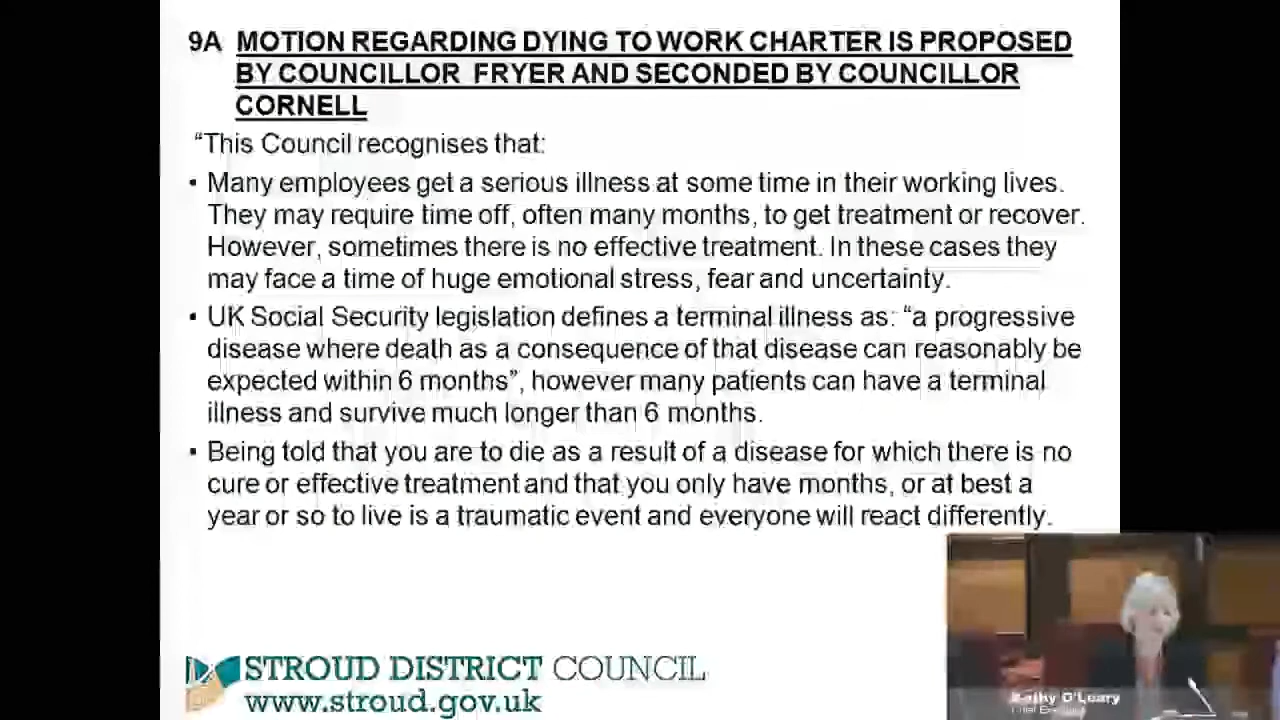 9A MOTION REGARDING DYING TO WORK CHARTER IS PROPOSED
BY COUNCILLOR FRYER AND SECONDED BY COUNCILLOR
CORNELL
“This Council recognises that:
• Many employees get a serious illness at some time in their working lives.
They may require time off, often many months, to get treatment or recover.
However, sometimes there is no effective treatment. In these cases they
may face a time of huge emotional stress, fear and uncertainty.
• UK Social Security legislation defines a terminal illness as: “a progressive
disease where death as a consequence of that disease can reasonably be
expected within 6 months”, however many patients can have a terminal
illness and survive much longer than 6 months.
• Being told that you are to die as a result of a disease for which there is no
cure or effective treatment and that you only have months, or at best a
year or so to live is a traumatic event and everyone will react differently.
STROUD DISTRICT COUNCIL
www.stroud.gov.uk
Kathy O'Leary
Chief Executive